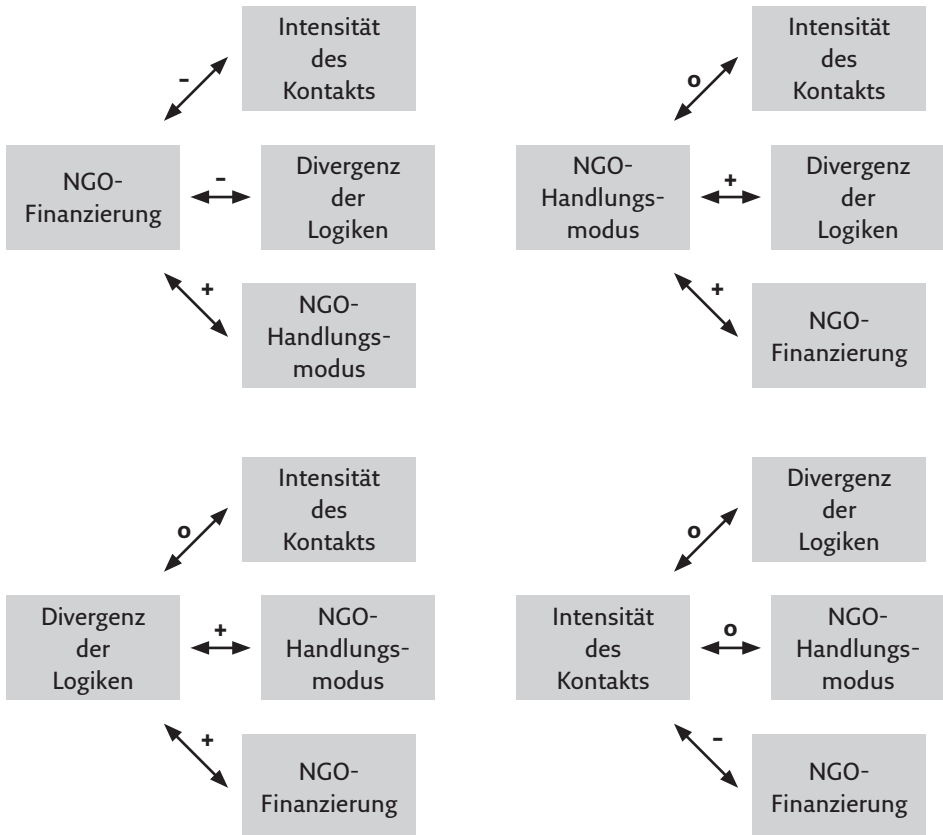 Intensität
des
Kontakts
–
NGO-
Finanzierung
–
Divergenz
der
Logiken
+
NGO-
Handlungs-
modus
Intensität
des
Kontakts
o
NGO-
Handlungs-
modus
+
Divergenz
der
Logiken
+
NGO-
Finanzierung
Intensität
des
Kontakts
o
Divergenz
der
Logiken
+
NGO-
Handlungs-
modus
+
NGO-
Finanzierung
Divergenz
der
Logiken
o
Intensität
des
Kontakts
o
NGO-
Handlungs-
modus
–
NGO-
Finanzierung